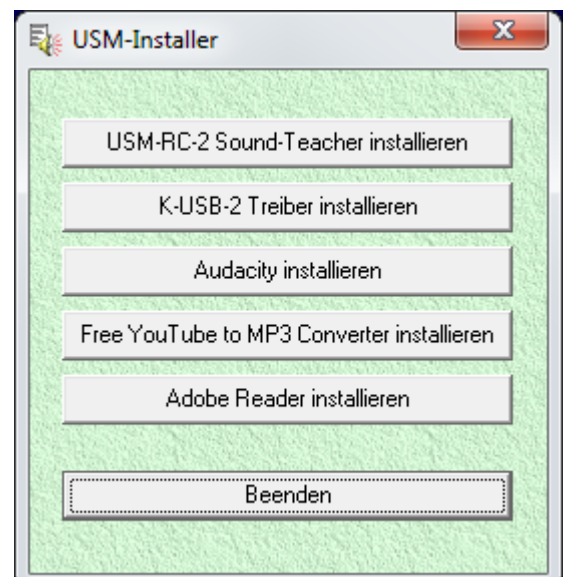 USM-Installer
USM-RC-2 Sound-Teacher installieren
K-USB-2 Treiber installieren
Audacity installieren
Free YouTube to MP3 Converter installieren
Adobe Reader installieren
Beenden